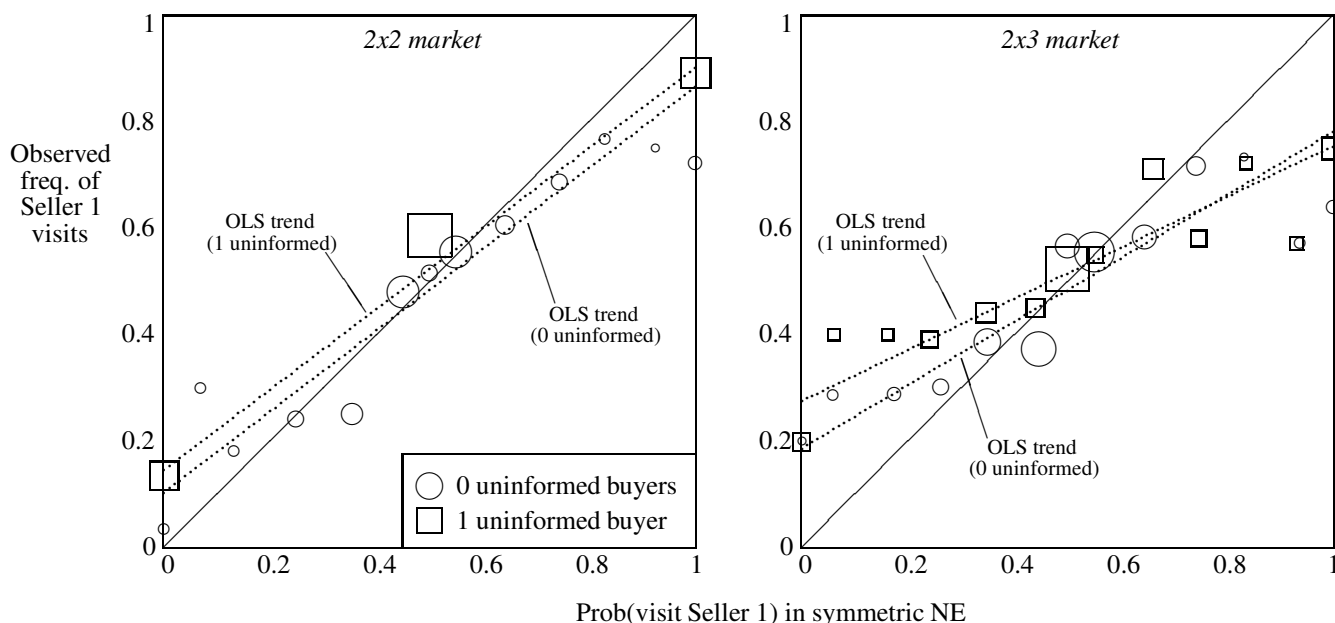 2x2 market
2x3 market
1
0.8
0.6
0.4
0.2
0
Observed
freq. of
Seller 1
visits
OLS trend
(1 uninformed)
OLS trend
(0 uninformed)
0 uninformed buyers
1 uninformed buyer
0
0.2
0.4
0.6
0.8
1
1
0.8
0.6
0.4
0.2
0
OLS trend
(1 uninformed)
OLS trend
(0 uninformed)
0
0.2
0.4
0.6
0.8
1
Prob(visit Seller 1) in symmetric NE